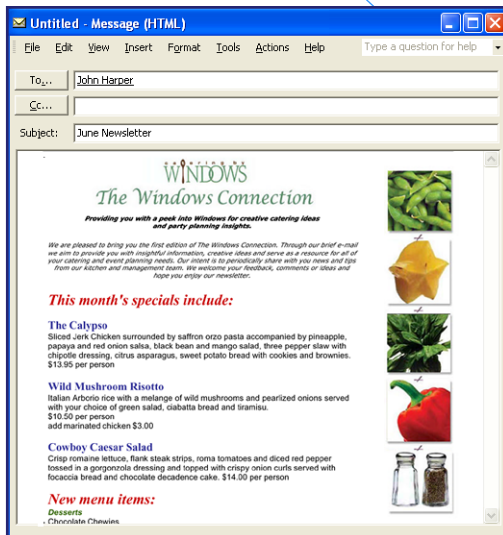 Untitled - Message (HTML)
File Edit View Insert Format Tools Actions Help Type a question for help
To... John Harper
Cc...
Subject: June Newsletter
catering by
WINDOWS
The Windows Connection
Providing you with a peek into Windows for creative catering ideas
and party planning insights.
We are pleased to bring you the first edition of The Windows Connection. Through our brief e-mail
we aim to provide you with insightful information, creative ideas and serve as a resource for all of
your catering and event planning needs. Our intent is to periodically share with you news and tips
from our kitchen and management team. We welcome your feedback, comments or ideas and
hope you enjoy our newsletter.
This month's specials include:
The Calypso
Sliced Jerk Chicken surrounded by saffron orzo pasta accompanied by pineapple,
papaya and red onion salsa, black bean and mango salad, three pepper slaw with
chipotle dressing, citrus asparagus, sweet potato bread with cookies and brownies.
$13.95 per person
Wild Mushroom Risotto
Italian Arborio rice with a melange of wild mushrooms and pearlized onions served
with your choice of green salad, ciabatta bread and tiramisu.
$10.50 per person
add marinated chicken $3.00
Cowboy Caesar Salad
Crisp romaine lettuce, flank steak strips, roma tomatoes and diced red pepper
tossed in a gorgonzola dressing and topped with crispy onion curls served with
focaccia bread and chocolate decadence cake. $14.00 per person
New menu items:
Desserts
Chocolate Chewies